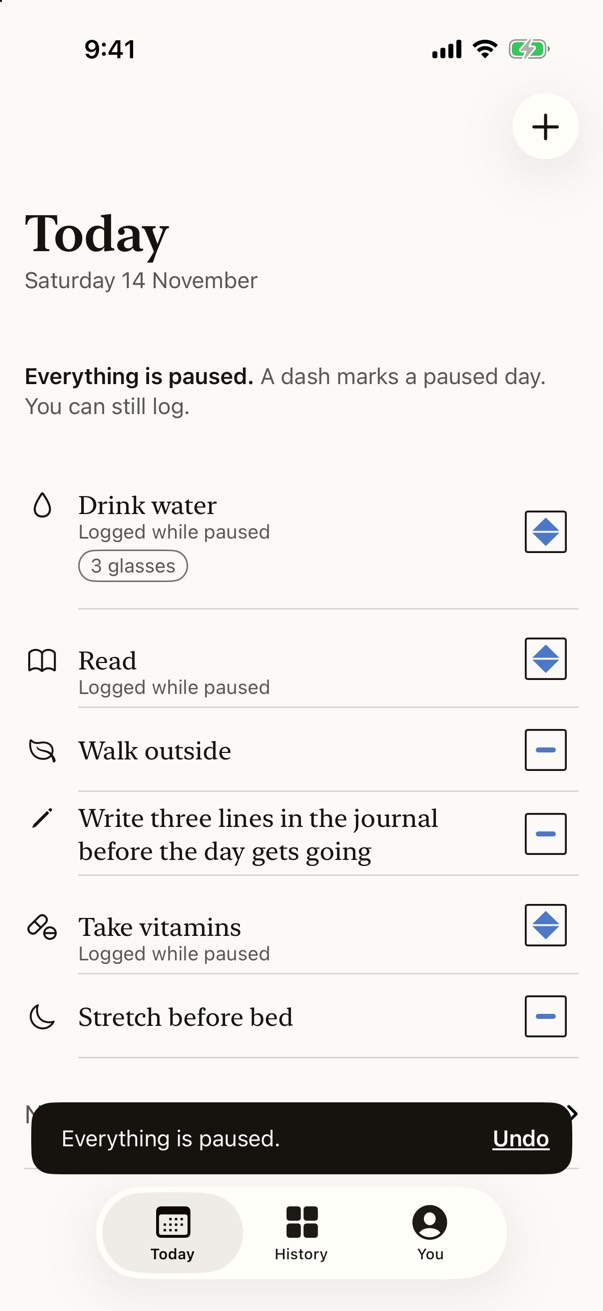 9:41
Today
Saturday 14 November
Everything is paused. A dash marks a paused day.
You can still log.
Drink water
Logged while paused
3 glasses
Read
Logged while paused
Walk outside
Write three lines in the journal
before the day gets going
Take vitamins
Logged while paused
Stretch before bed
Everything is paused. Undo
Today History You